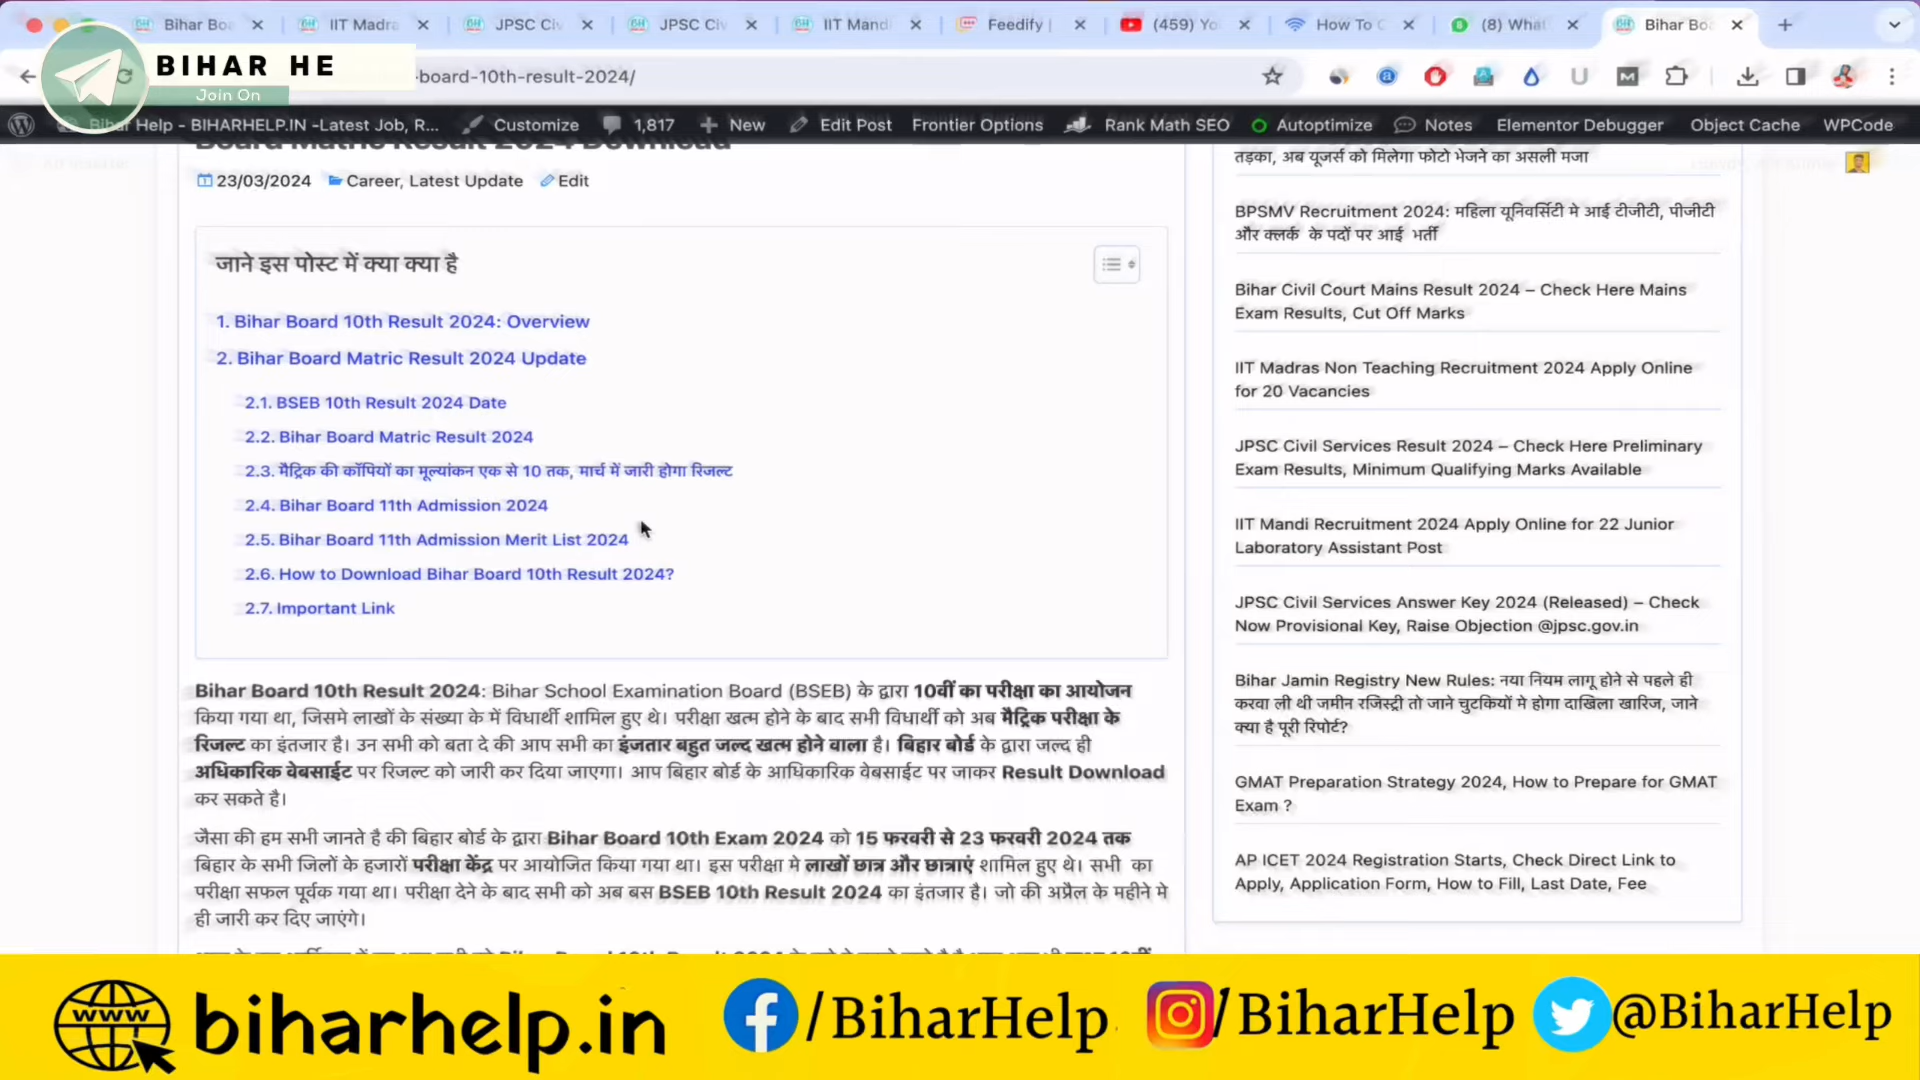 Bihar Bo
IIT Madra
JPSC Civ
JPSC Civ
IIT Mandi
Feedify |
(459) Yo
How To C
(8) What
Bihar Bo
BIHAR HE
Join On
-board-10th-result-2024/
Bihar Help - BIHARHELP.IN -Latest Job, R...
Customize
1,817
New
Edit Post
Frontier Options
Rank Math SEO
Autoptimize
Notes
Elementor Debugger
Object Cache
WPCode
Board Matric Result 2024 Download
23/03/2024
Career, Latest Update
Edit
जाने इस पोस्ट में क्या क्या है
1. Bihar Board 10th Result 2024: Overview
2. Bihar Board Matric Result 2024 Update
2.1. BSEB 10th Result 2024 Date
2.2. Bihar Board Matric Result 2024
2.3. मैट्रिक की कॉपियों का मूल्यांकन एक से 10 तक, मार्च में जारी होगा रिजल्ट
2.4. Bihar Board 11th Admission 2024
2.5. Bihar Board 11th Admission Merit List 2024
2.6. How to Download Bihar Board 10th Result 2024?
2.7. Important Link
Bihar Board 10th Result 2024: Bihar School Examination Board (BSEB) के द्वारा 10वीं का परीक्षा का आयोजन
किया गया था, जिसमे लाखों के संख्या के में विधार्थी शामिल हुए थे। परीक्षा खत्म होने के बाद सभी विधार्थी को अब मैट्रिक परीक्षा के
रिजल्ट का इंतजार है। उन सभी को बता दे की आप सभी का इंजतार बहुत जल्द खत्म होने वाला है। बिहार बोर्ड के द्वारा जल्द ही
अधिकारिक वेबसाईट पर रिजल्ट को जारी कर दिया जाएगा। आप बिहार बोर्ड के आधिकारिक वेबसाईट पर जाकर Result Download
कर सकते है।
जैसा की हम सभी जानते है की बिहार बोर्ड के द्वारा Bihar Board 10th Exam 2024 को 15 फरवरी से 23 फरवरी 2024 तक
बिहार के सभी जिलों के हजारों परीक्षा केंद्र पर आयोजित किया गया था। इस परीक्षा मे लाखों छात्र और छात्राएं शामिल हुए थे। सभी का
परीक्षा सफल पूर्वक गया था। परीक्षा देने के बाद सभी को अब बस BSEB 10th Result 2024 का इंतजार है। जो की अप्रैल के महीने मे
ही जारी कर दिए जाएंगे।
तड़का, अब यूजर्स को मिलेगा फोटो भेजने का असली मजा
BPSMV Recruitment 2024: महिला यूनिवर्सिटी मे आई टीजीटी, पीजीटी
और क्लर्क के पदों पर आई भर्ती
Bihar Civil Court Mains Result 2024 – Check Here Mains
Exam Results, Cut Off Marks
IIT Madras Non Teaching Recruitment 2024 Apply Online
for 20 Vacancies
JPSC Civil Services Result 2024 – Check Here Preliminary
Exam Results, Minimum Qualifying Marks Available
IIT Mandi Recruitment 2024 Apply Online for 22 Junior
Laboratory Assistant Post
JPSC Civil Services Answer Key 2024 (Released) – Check
Now Provisional Key, Raise Objection @jpsc.gov.in
Bihar Jamin Registry New Rules: नया नियम लागू होने से पहले ही
करवा ली थी जमीन रजिस्ट्री तो जाने चुटकियों मे होगा दाखिला खारिज, जाने
क्या है पूरी रिपोर्ट?
GMAT Preparation Strategy 2024, How to Prepare for GMAT
Exam ?
AP ICET 2024 Registration Starts, Check Direct Link to
Apply, Application Form, How to Fill, Last Date, Fee
www
biharhelp.in
/BiharHelp
/BiharHelp
@BiharHelp